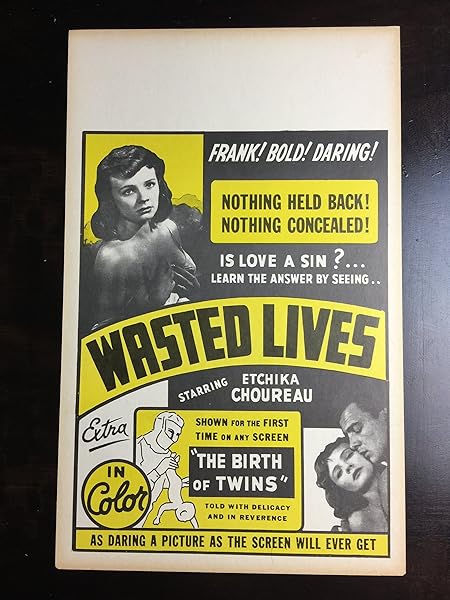 FRANK! BOLD! DARING!
NOTHING HELD BACK!
NOTHING CONCEALED!
IS LOVE A SIN ?...
LEARN THE ANSWER BY SEEING..
WASTED LIVES
STARRING ETCHIKA
CHOUREAU
Extra
IN
Color
SHOWN FOR THE FIRST
TIME ON ANY SCREEN
"THE BIRTH
OF TWINS"
TOLD WITH DELICACY
AND IN REVERENCE
AS DARING A PICTURE AS THE SCREEN WILL EVER GET